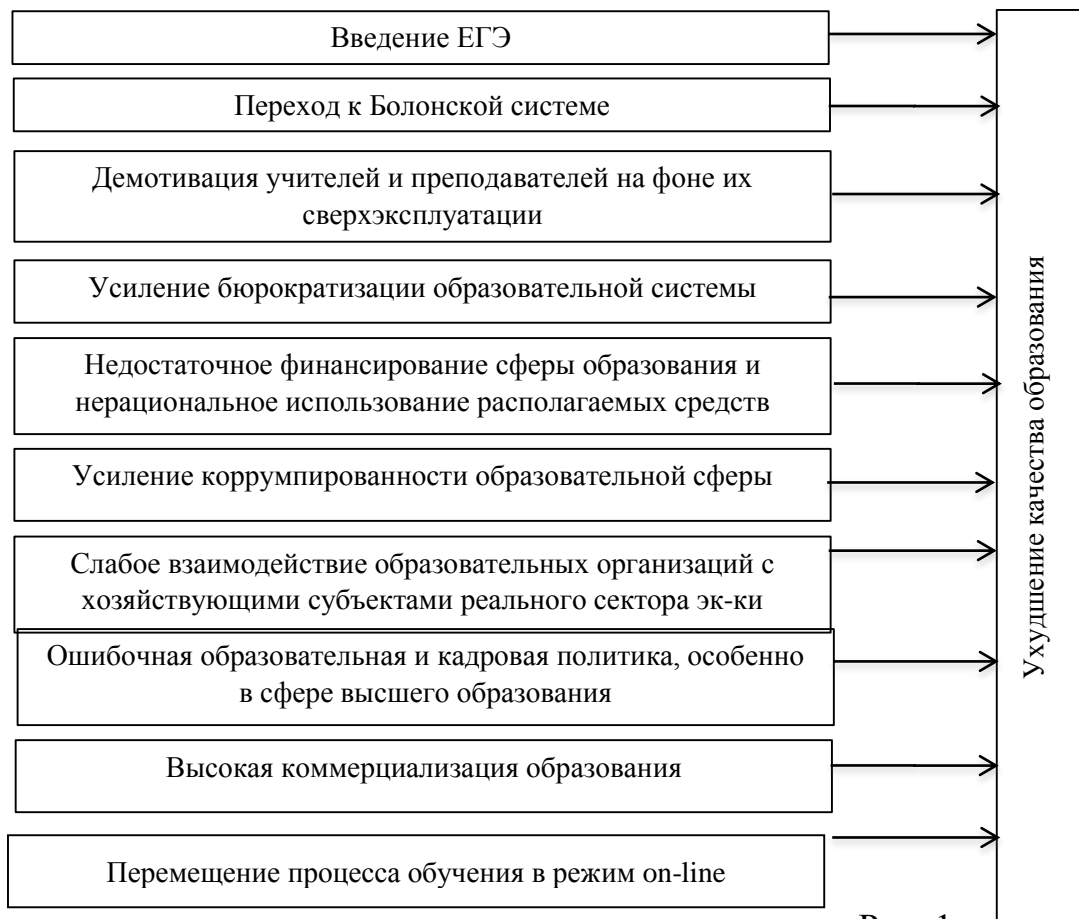 Введение ЕГЭ
Переход к Болонской системе
Демотивация учителей и преподавателей на фоне их
сверхэксплуатации
Усиление бюрократизации образовательной системы
Недостаточное финансирование сферы образования и
нерациональное использование располагаемых средств
Усиление коррумпированности образовательной сферы
Слабое взаимодействие образовательных организаций с
хозяйствующими субъектами реального сектора эк-ки
Ошибочная образовательная и кадровая политика, особенно
в сфере высшего образования
Высокая коммерциализация образования
Перемещение процесса обучения в режим on-line
Ухудшение качества образования